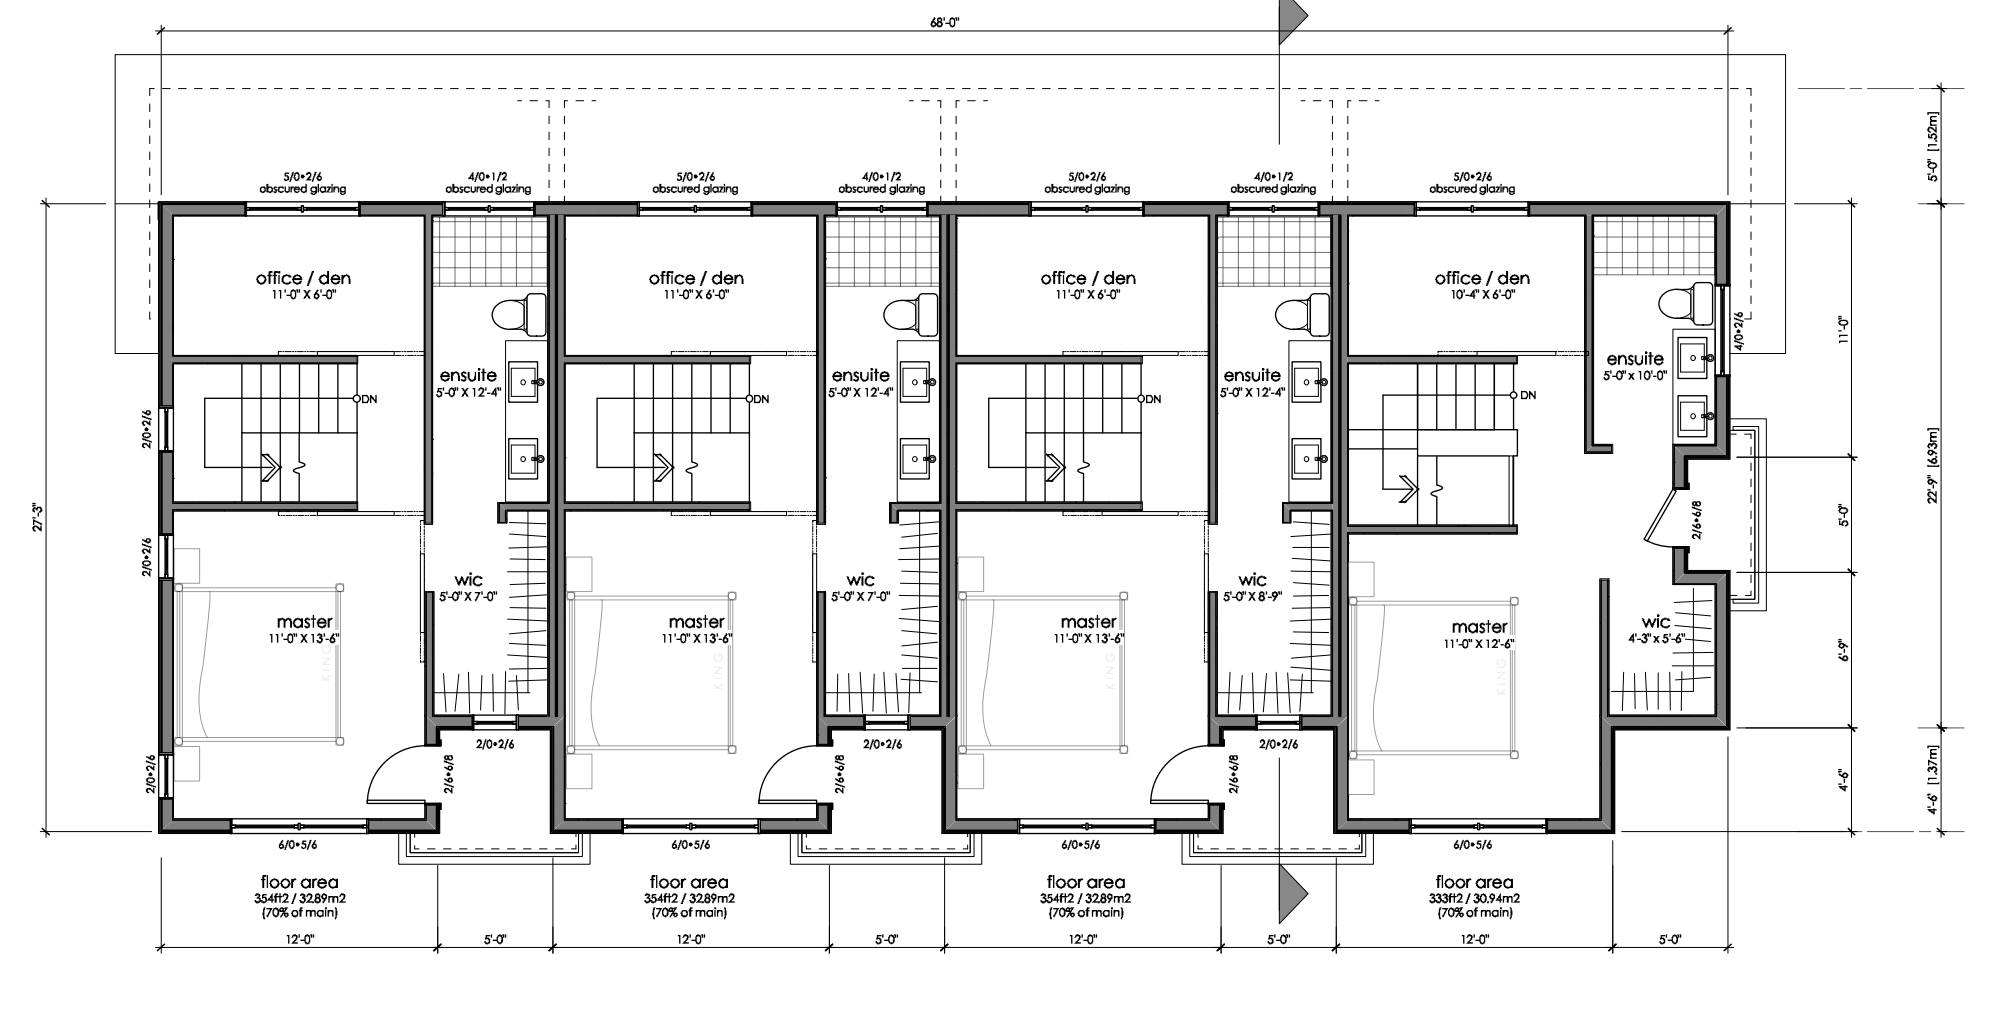 68'-0"
5'-0" [1.52m]
5/0•2/6
obscured glazing
4/0•1/2
obscured glazing
5/0•2/6
obscured glazing
4/0•1/2
obscured glazing
5/0•2/6
obscured glazing
4/0•1/2
obscured glazing
5/0•2/6
obscured glazing
office / den
11'-0" X 6'-0"
office / den
11'-0" X 6'-0"
office / den
11'-0" X 6'-0"
office / den
10'-4" X 6'-0"
4/0•2/6
11'-0"
ensuite
5'-0" X 12'-4"
ensuite
5'-0" X 12'-4"
ensuite
5'-0" X 12'-4"
ensuite
5'-0" x 10'-0"
DN
DN
DN
DN
2/0•2/6
22'-9" [6.93m]
27'-3"
2/0•2/6
2/6•6/8
5'-0"
wic
5'-0" X 7'-0"
wic
5'-0" X 7'-0"
wic
5'-0" X 8'-9"
master
11'-0" X 13'-6"
master
11'-0" X 13'-6"
master
11'-0" X 13'-6"
master
11'-0" X 12'-6"
wic
4'-3" x 5'-6"
6'-9"
KING
KING
KING
KING
2/0•2/6
2/0•2/6
2/0•2/6
2/0•2/6
2/6•6/8
2/6•6/8
2/6•6/8
4'-6"
4'-6" [1.37m]
6/0•5/6
6/0•5/6
6/0•5/6
6/0•5/6
floor area
354ft2 / 32.89m2
(70% of main)
floor area
354ft2 / 32.89m2
(70% of main)
floor area
354ft2 / 32.89m2
(70% of main)
floor area
333ft2 / 30.94m2
(70% of main)
12'-0"
5'-0"
12'-0"
5'-0"
12'-0"
5'-0"
12'-0"
5'-0"